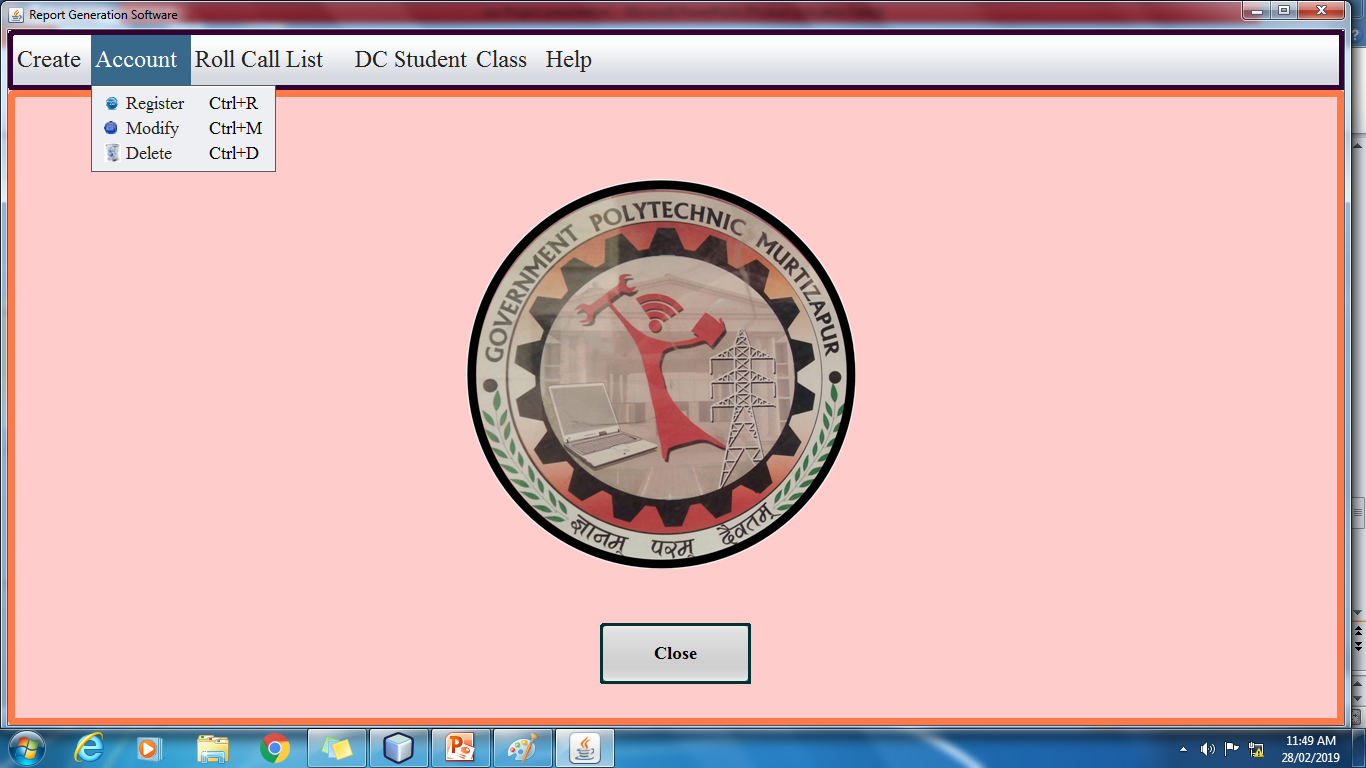 Report Generation Software
Create Account Roll Call List DC Student Class Help
Register Ctrl+R
Modify Ctrl+M
Delete Ctrl+D
GOVERNMENT POLYTECHNIC MURTIZAPUR
ज्ञानम् परमं दैवतम्
Close
11:49 AM
28/02/2019